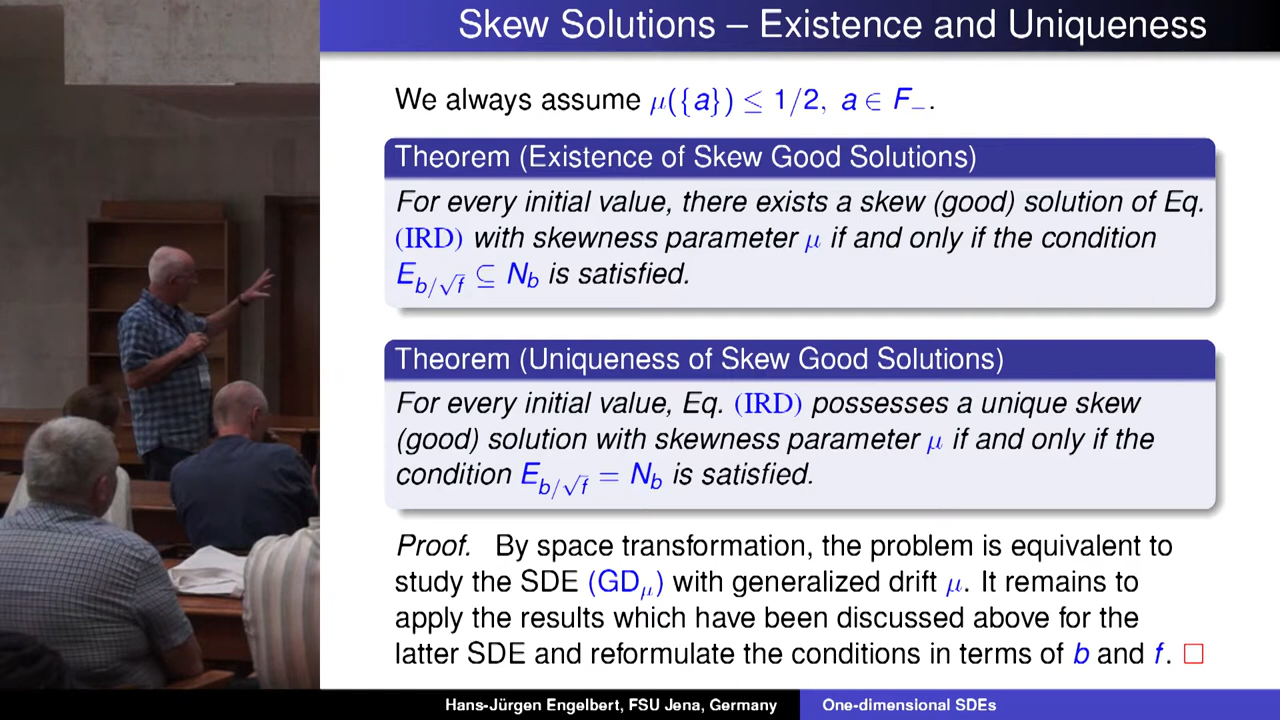 Skew Solutions – Existence and Uniqueness
We always assume μ({a}) ≤ 1/2, a ∈ F₋.
Theorem (Existence of Skew Good Solutions)
For every initial value, there exists a skew (good) solution of Eq.
(IRD) with skewness parameter μ if and only if the condition
E_{b/√f} ⊆ N_b is satisfied.
Theorem (Uniqueness of Skew Good Solutions)
For every initial value, Eq. (IRD) possesses a unique skew
(good) solution with skewness parameter μ if and only if the
condition E_{b/√f} = N_b is satisfied.
Proof. By space transformation, the problem is equivalent to
study the SDE (GD_μ) with generalized drift μ. It remains to
apply the results which have been discussed above for the
latter SDE and reformulate the conditions in terms of b and f. □
Hans-Jürgen Engelbert, FSU Jena, Germany
One-dimensional SDEs